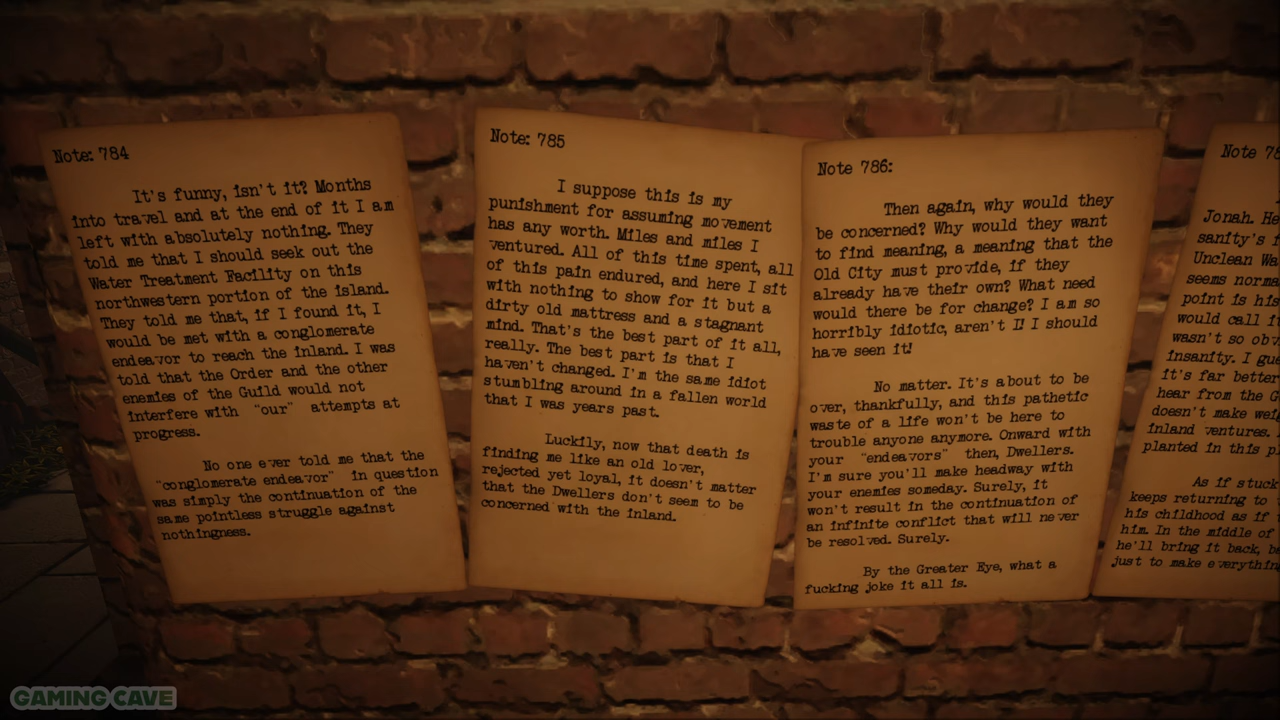 Note: 784
It's funny, isn't it? Months
into travel and at the end of it I am
left with absolutely nothing. They
told me that I should seek out the
Water Treatment Facility on this
northwestern portion of the island.
They told me that, if I found it, I
would be met with a conglomerate
endeavor to reach the inland. I was
told that the Order and the other
enemies of the Guild would not
interfere with "our" attempts at
progress.
No one ever told me that the
"conglomerate endeavor" in question
was simply the continuation of the
same pointless struggle against
nothingness.
Note: 785
I suppose this is my
punishment for assuming movement
has any worth. Miles and miles I
ventured. All of this time spent, all
of this pain endured, and here I sit
with nothing to show for it but a
dirty old mattress and a stagnant
mind. That's the best part of it all,
really. The best part is that I
haven't changed. I'm the same idiot
stumbling around in a fallen world
that I was years past.
Luckily, now that death is
finding me like an old lover,
rejected yet loyal, it doesn't matter
that the Dwellers don't seem to be
concerned with the inland.
Note 786:
Then again, why would they
be concerned? Why would they want
to find meaning, a meaning that the
Old City must provide, if they
already have their own? What need
would there be for change? I am so
horribly idiotic, aren't I! I should
have seen it!
No matter. It's about to be
over, thankfully, and this pathetic
waste of a life won't be here to
trouble anyone anymore. Onward with
your "endeavors" then, Dwellers.
I'm sure you'll make headway with
your enemies someday. Surely, it
won't result in the continuation of
an infinite conflict that will never
be resolved. Surely.
By the Greater Eye, what a
fucking joke it all is.
Note 78
Jonah. He
sanity's
Unclean Wa
seems norma
point is his
would call it
wasn't so obv
insanity. I gue
it's far better
hear from the G
doesn't make wei
inland ventures.
planted in this pl
As if stuck
keeps returning to
his childhood as if
him. In the middle of
he'll bring it back, b
just to make everythin
GAMING CAVE